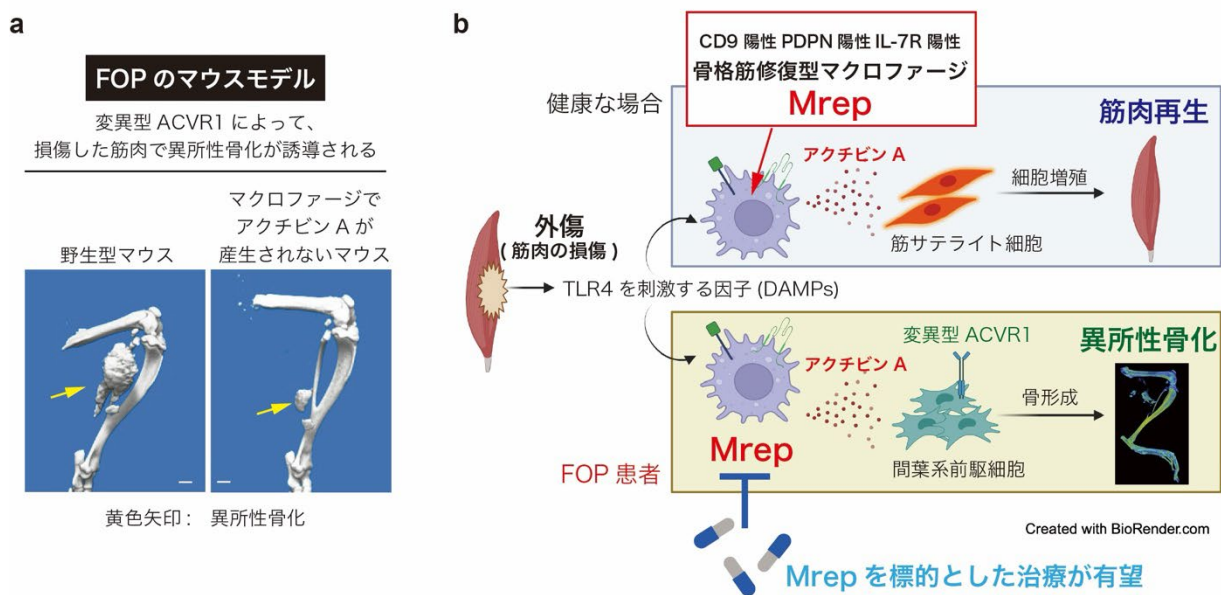 a
FOP のマウスモデル
変異型 ACVR1 によって、
損傷した筋肉で異所性骨化が誘導される
野生型マウス
マクロファージで
アクチビン A が
産生されないマウス
黄色矢印 : 異所性骨化
b
CD9 陽性 PDPN 陽性 IL-7R 陽性
骨格筋修復型マクロファージ
Mrep
健康な場合
筋肉再生
アクチビン A
細胞増殖
筋サテライト細胞
外傷
( 筋肉の損傷 )
TLR4 を刺激する因子 (DAMPs)
変異型 ACVR1
異所性骨化
アクチビン A
骨形成
Mrep
間葉系前駆細胞
FOP 患者
Created with BioRender.com
Mrep を標的とした治療が有望